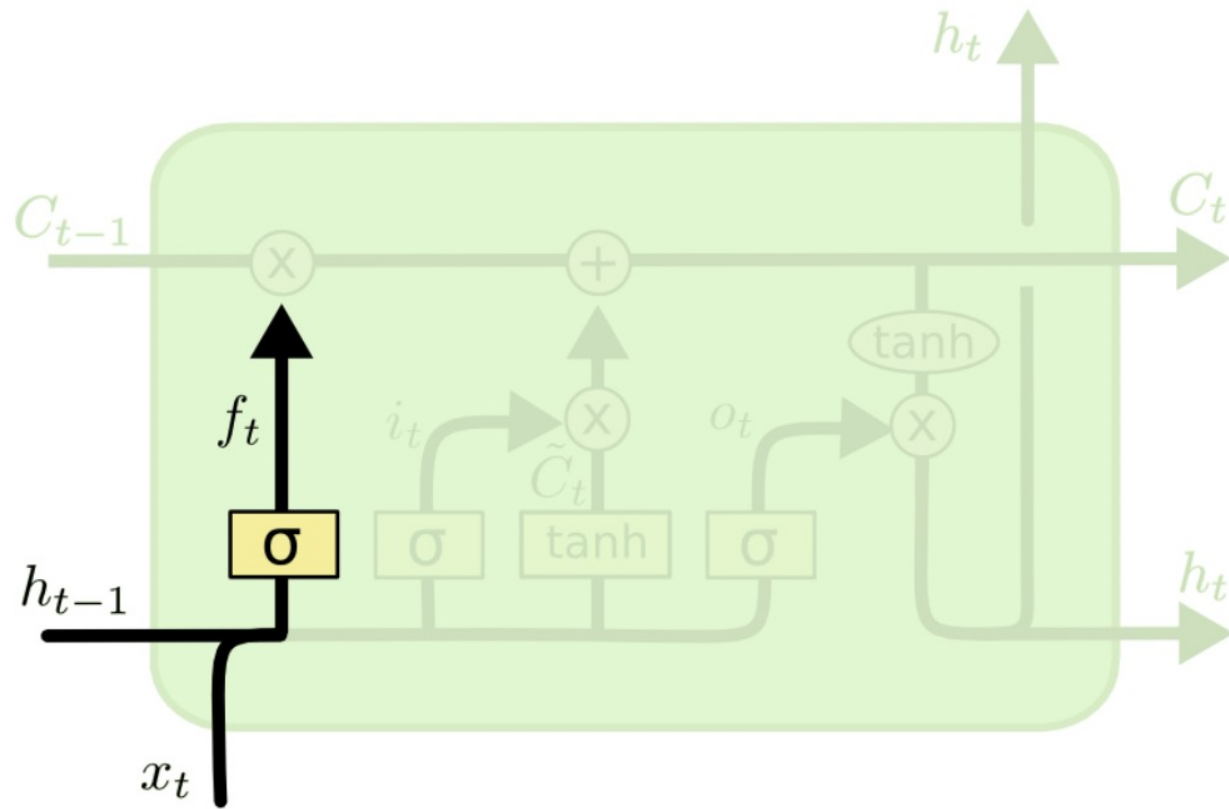 h_t
C_{t-1}
C_t
x
+
tanh
f_t
i_t
x
o_t
x
C̃_t
σ
σ
tanh
σ
h_{t-1}
h_t
x_t